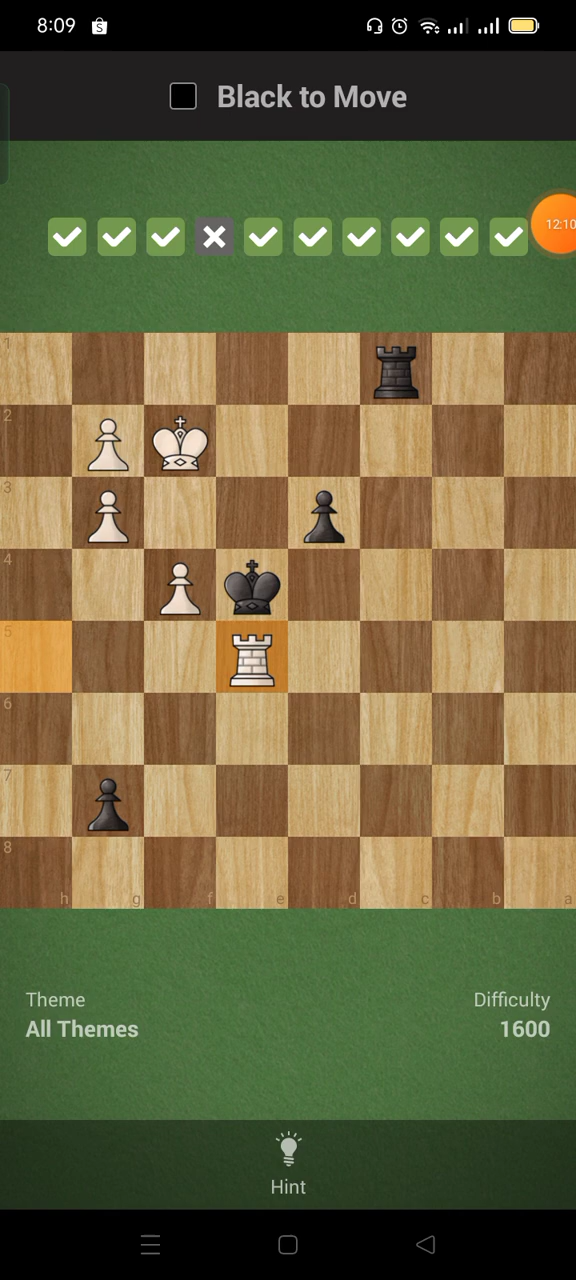 8:09
S
Black to Move
12:10
1
2
3
4
5
6
7
8
h g f e d c b a
Theme
All Themes
Difficulty
1600
Hint